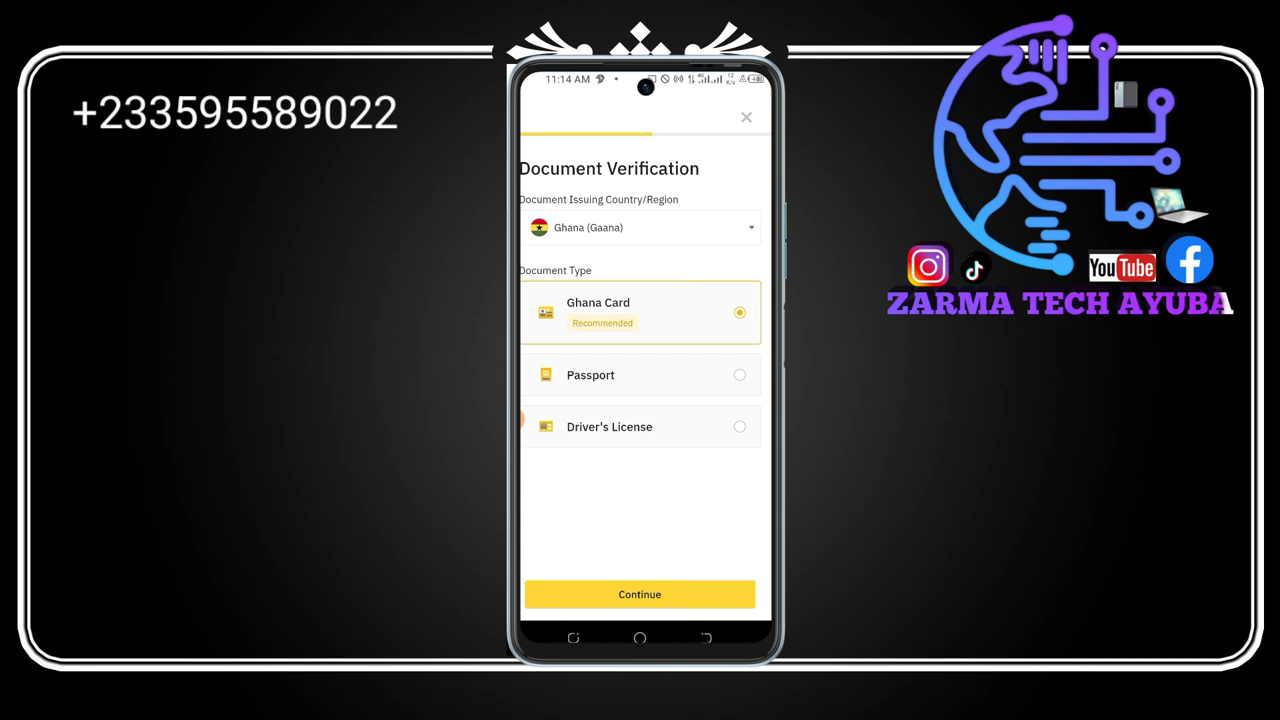 +233595589022
11:14 AM
Document Verification
Document Issuing Country/Region
Ghana (Gaana)
Document Type
Ghana Card
Recommended
Passport
Driver's License
Continue
YouTube
ZARMA TECH AYUBA